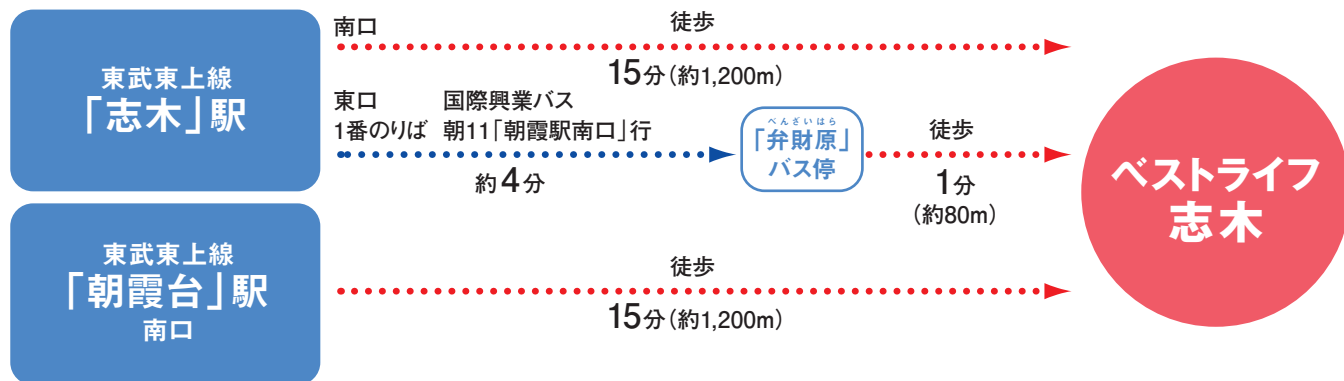 東武東上線
「志木」駅
南口
徒歩
15分(約1,200m)
東口
1番のりば
国際興業バス
朝11「朝霞駅南口」行
約4分
べんざいはら
「弁財原」
バス停
徒歩
1分
(約80m)
東武東上線
「朝霞台」駅
南口
徒歩
15分(約1,200m)
ベストライフ
志木